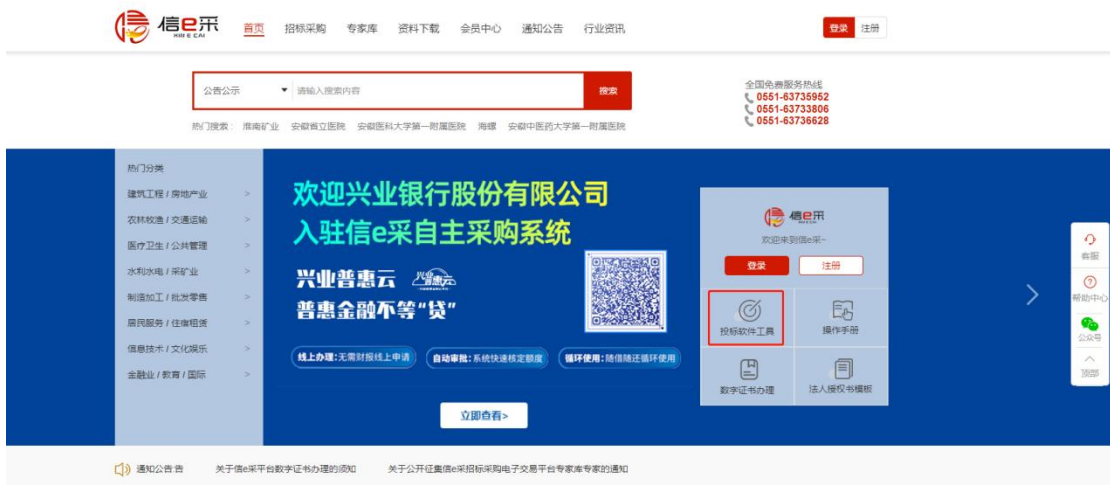 信e采
XIN E CAI
首页 招标采购 专家库 资料下载 会员中心 通知公告 行业资讯
登录 注册
公告公示 请输入搜索内容 搜索
热门搜索： 淮南矿业 安徽省立医院 安徽医科大学第一附属医院 海螺 安徽中医药大学第一附属医院
全国免费服务热线
0551-63735952
0551-63733806
0551-63736628
热门分类
建筑工程 / 房地产业 >
农林牧渔 / 交通运输 >
医疗卫生 / 公共管理 >
水利水电 / 采矿业 >
制造加工 / 批发零售 >
居民服务 / 住宿租赁 >
信息技术 / 文化娱乐 >
金融业 / 教育 / 国际 >
欢迎兴业银行股份有限公司
入驻信e采自主采购系统
兴业普惠云 兴业普惠云
普惠金融不等“贷”
线上办理:无需财报线上申请 自动审批:系统快速核定额度 循环使用:随借随还循环使用
立即查看>
信e采
欢迎来到信e采~
登录 注册
投标软件工具 操作手册
数字证书办理 法人授权书模板
客服
帮助中心
公众号
顶部
通知公告 告 关于信e采平台数字证书办理的须知 关于公开征集信e采招标采购电子交易平台专家库专家的通知